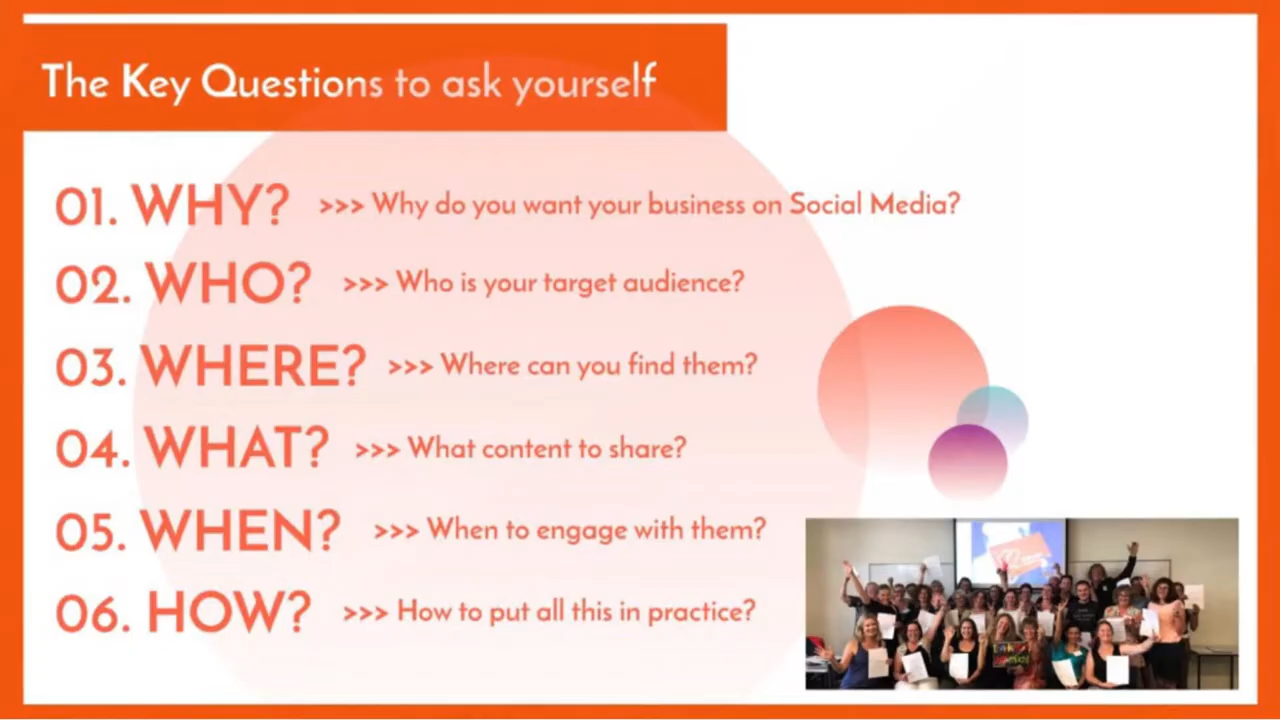 The Key Questions to ask yourself
01. WHY? >>> Why do you want your business on Social Media?
02. WHO? >>> Who is your target audience?
03. WHERE? >>> Where can you find them?
04. WHAT? >>> What content to share?
05. WHEN? >>> When to engage with them?
06. HOW? >>> How to put all this in practice?